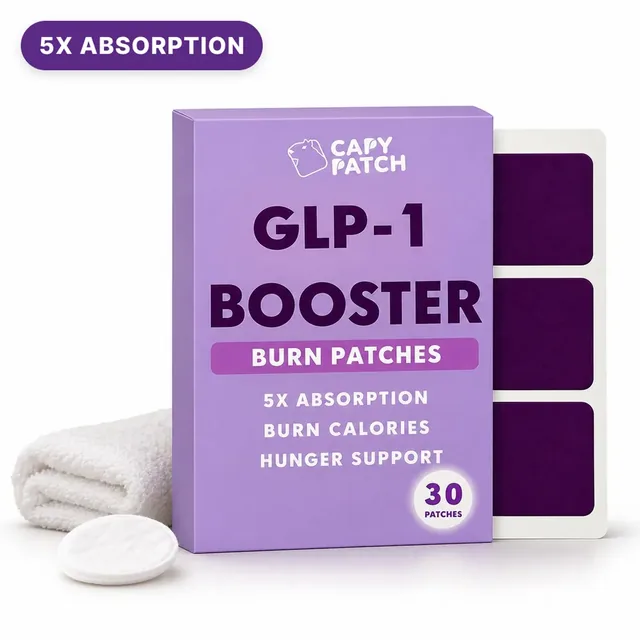 5X ABSORPTION
CAPY
PATCH
GLP-1
BOOSTER
BURN PATCHES
5X ABSORPTION
BURN CALORIES
HUNGER SUPPORT
30
PATCHES